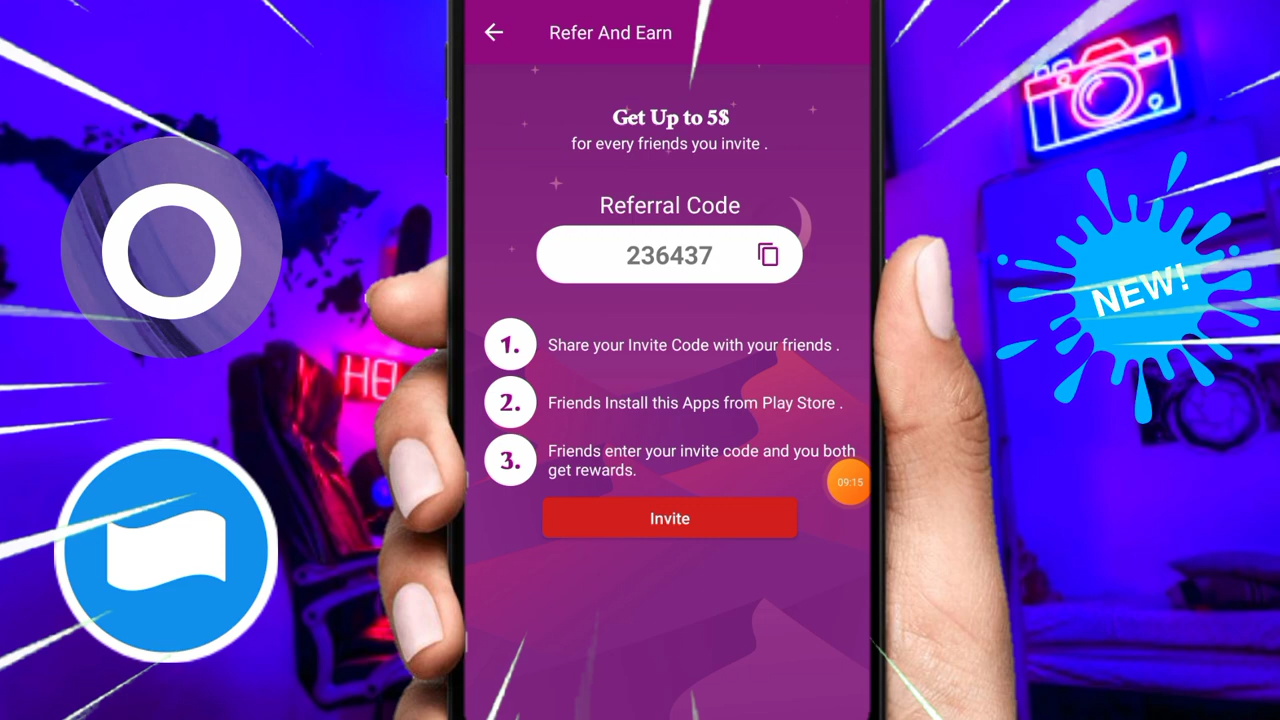 Refer And Earn
Get Up to 5$
for every friends you invite .
Referral Code
236437
1.
Share your Invite Code with your friends .
2.
Friends Install this Apps from Play Store .
3.
Friends enter your invite code and you both
get rewards.
09:15
Invite
NEW!
HE